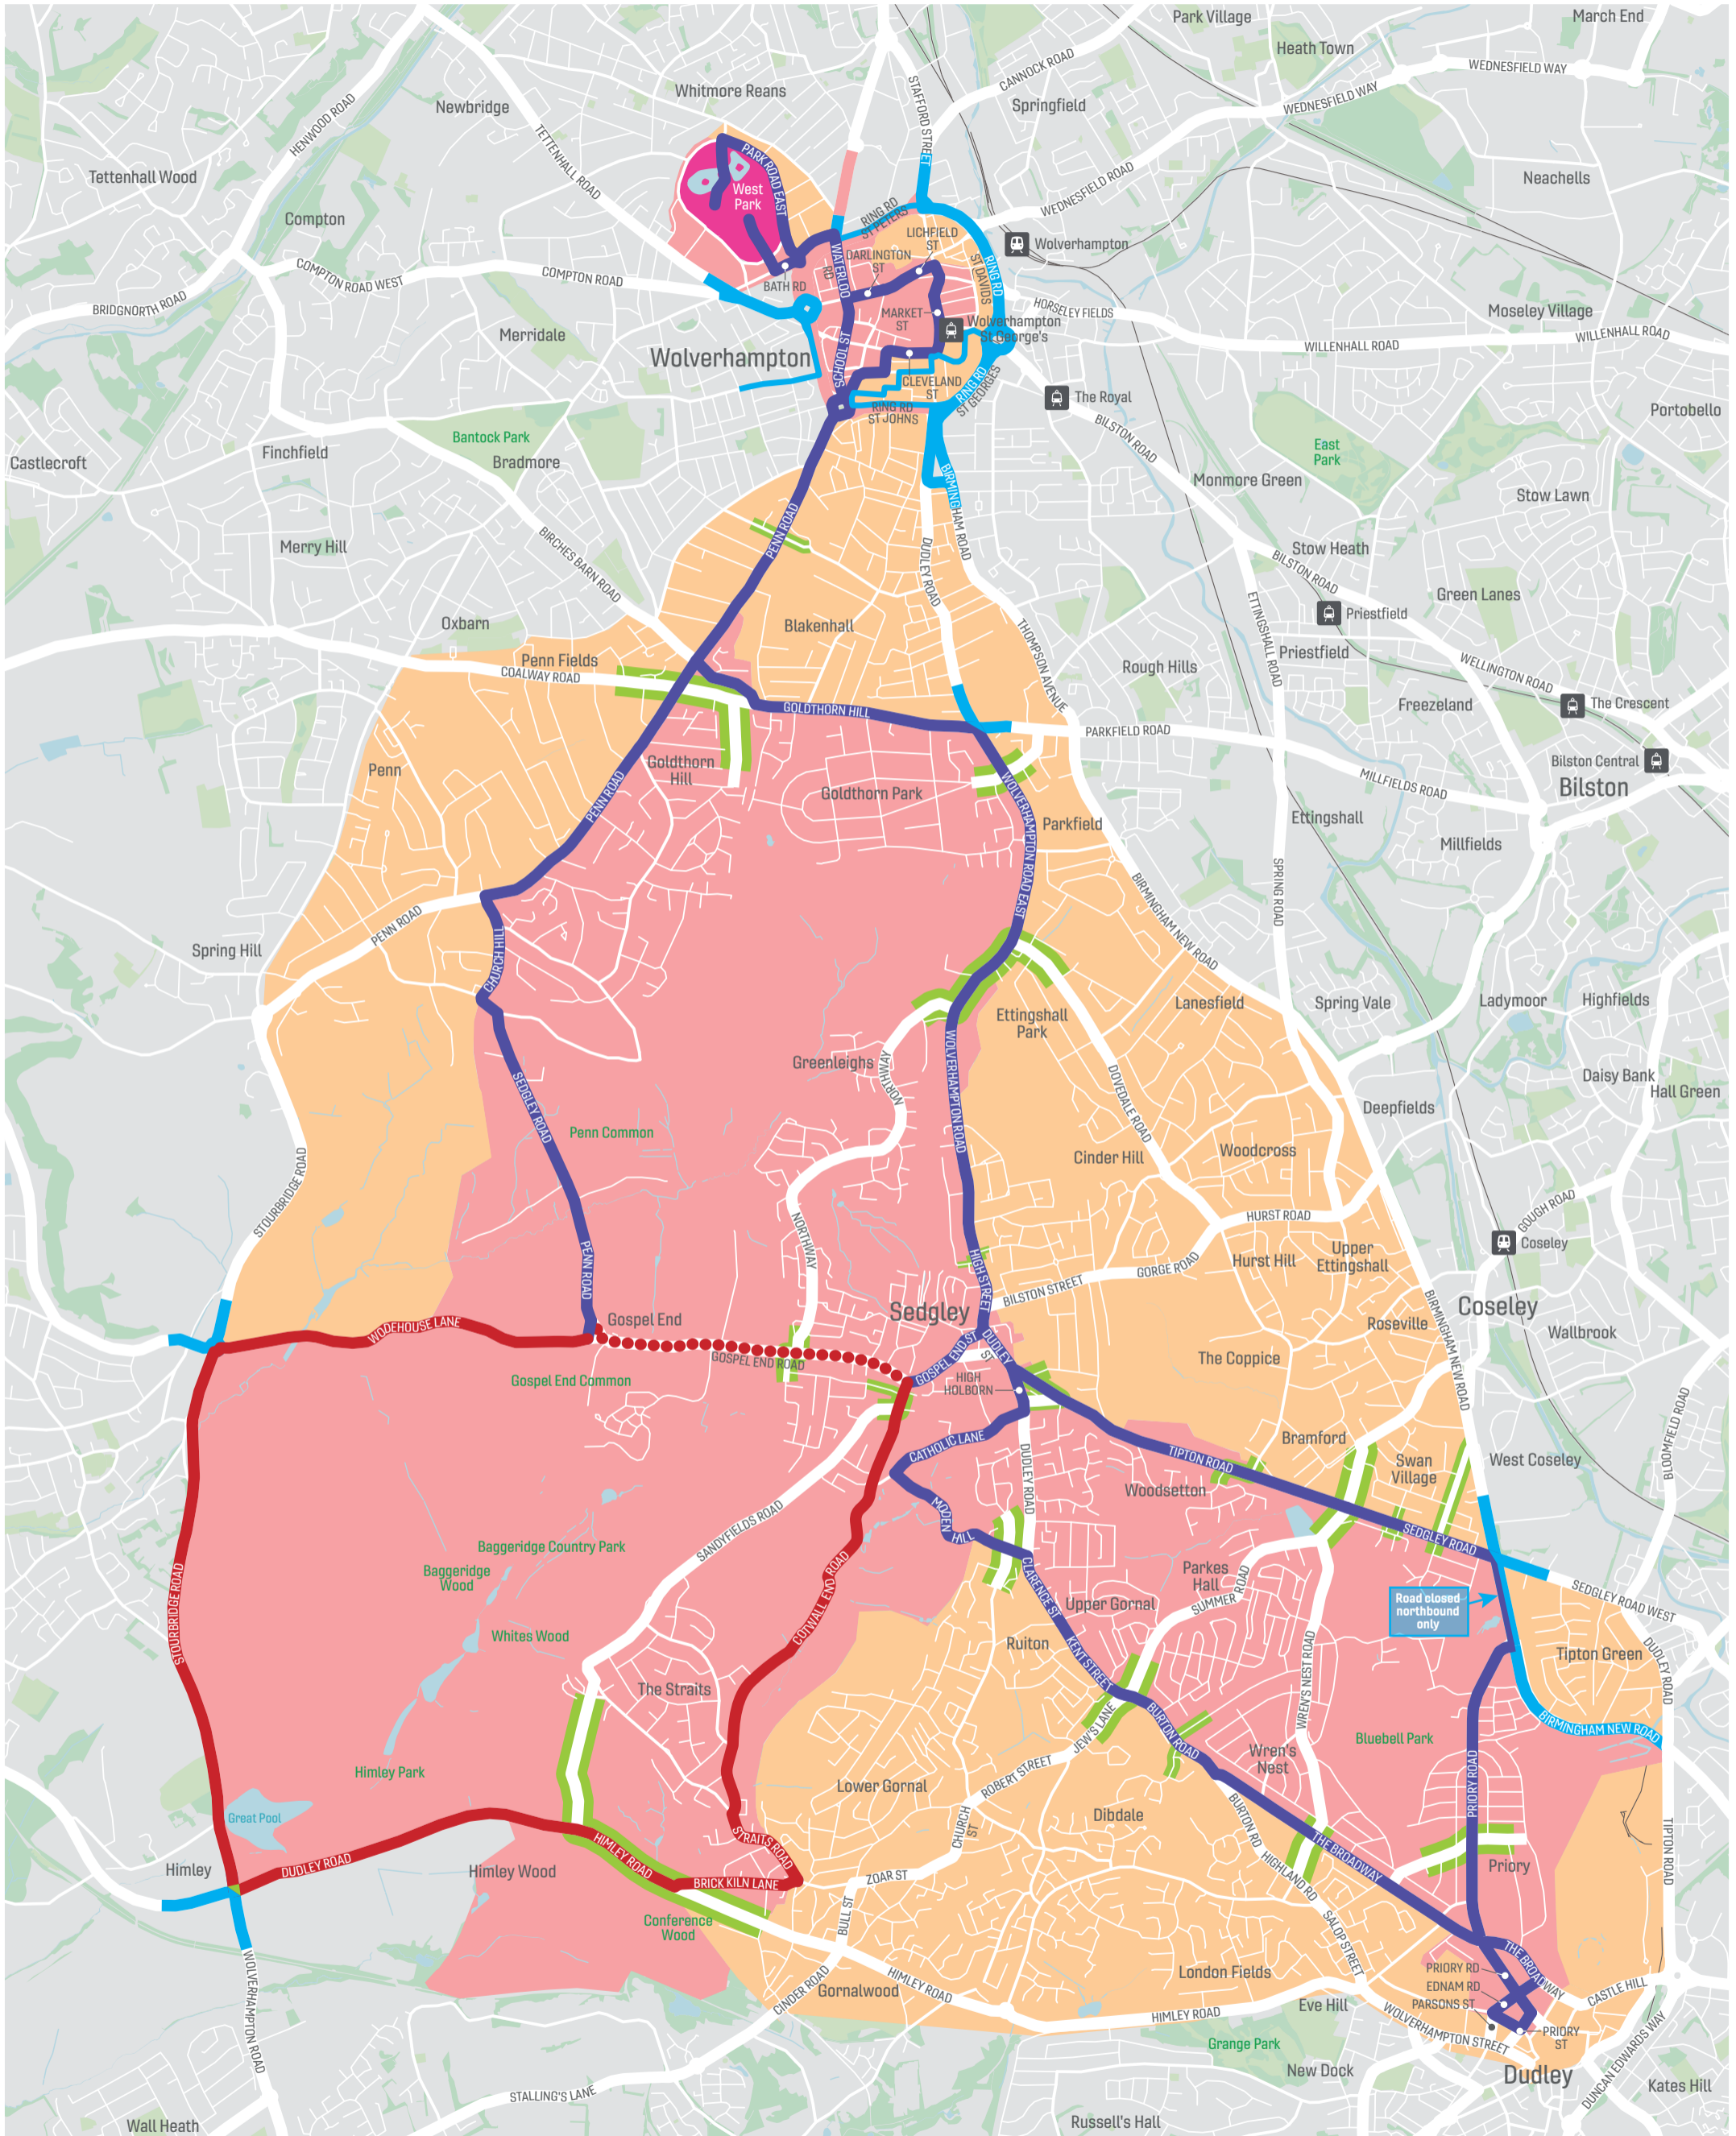 Park Village
March End
Heath Town
WEDNESFIELD WAY
CANNOCK ROAD
Whitmore Reans
STAFFORD STREET
WEDNESFIELD WAY
Newbridge
HENWOOD ROAD
Springfield
TETTENHALL ROAD
PARK ROAD EAST
Tettenhall Wood
Neachells
WEDNESFIELD ROAD
West
Park
Compton
RING RD
ST PETERS
LICHFIELD
ST
Wolverhampton
DARLINGTON
ST
WATERLOO
RD
RING RD
ST DAVIDS
COMPTON ROAD WEST
COMPTON ROAD
BATH RD
BRIDGNORTH ROAD
HORSELEY FIELDS
Moseley Village
MARKET
ST
Wolverhampton
St George's
Merridale
WILLENHALL ROAD
WILLENHALL ROAD
Wolverhampton
SCHOOL ST
CLEVELAND
ST
RING RD
ST GEORGES
The Royal
RING RD
ST JOHNS
Portobello
BILSTON ROAD
Bantock Park
East
Park
Finchfield
Castlecroft
Bradmore
BIRMINGHAM ROAD
Monmore Green
Stow Lawn
PENN ROAD
Merry Hill
BIRCHES BARN ROAD
DUDLEY ROAD
Stow Heath
BILSTON ROAD
Green Lanes
ETTINGSHALL ROAD
Priestfield
Oxbarn
Blakenhall
THOMPSON AVENUE
Priestfield
Penn Fields
COALWAY ROAD
Rough Hills
WELLINGTON ROAD
GOLDTHORN HILL
Freezeland
The Crescent
PARKFIELD ROAD
Penn
Goldthorn
Hill
Goldthorn Park
WOLVERHAMPTON ROAD EAST
Bilston Central
MILLFIELDS ROAD
Bilston
PENN ROAD
Parkfield
Ettingshall
Millfields
SPRING ROAD
BIRMINGHAM NEW ROAD
PENN ROAD
Spring Hill
CHURCH HILL
Lanesfield
Spring Vale
Ladymoor
Highfields
Ettingshall
Park
WOLVERHAMPTON ROAD
Greenleighs
NORTHWAY
SEDGLEY ROAD
DOVEDALE ROAD
Daisy Bank
Hall Green
Deepfields
Penn Common
Woodcross
Cinder Hill
STOURBRIDGE ROAD
NORTHWAY
GOUGH ROAD
HURST ROAD
PENN ROAD
HIGH STREET
Coseley
Upper
Ettingshall
Hurst Hill
GORGE ROAD
BILSTON STREET
Sedgley
Coseley
BIRMINGHAM NEW ROAD
Gospel End
WODEHOUSE LANE
Roseville
Wallbrook
GOSPEL END ROAD
GOSPEL END ST
DUDLEY
ST
The Coppice
Gospel End Common
HIGH
HOLBORN
BLOOMFIELD ROAD
CATHOLIC LANE
Bramford
TIPTON ROAD
DUDLEY ROAD
Swan
Village
West Coseley
Woodsetton
MODEN
HILL
SANDYFIELDS ROAD
SEDGLEY ROAD
Baggeridge Country Park
Baggeridge
Wood
CLARENCE ST
Parkes
Hall
SUMMER ROAD
STOURBRIDGE ROAD
COTWALL END ROAD
Upper Gornal
Road closed
northbound
only
SEDGLEY ROAD WEST
Whites Wood
Ruiton
KENT STREET
WREN'S NEST ROAD
Tipton Green
DUDLEY ROAD
The Straits
JEW'S LANE
BURTON ROAD
Bluebell Park
BIRMINGHAM NEW ROAD
Himley Park
Wren's
Nest
ROBERT STREET
Lower Gornal
PRIORY ROAD
Great Pool
Dibdale
BURTON RD
CHURCH
ST
TIPTON ROAD
STRAITS ROAD
THE BROADWAY
HIMLEY ROAD
Himley
DUDLEY ROAD
Himley Wood
BRICK KILN LANE
ZOAR ST
HIGHLAND RD
Priory
BULL ST
Conference
Wood
SALOP STREET
WOLVERHAMPTON ROAD
THE BROADWAY
PRIORY RD
London Fields
CINDER ROAD
Gornalwood
HIMLEY ROAD
EDNAM RD
CASTLE HILL
PARSONS ST
Eve Hill
HIMLEY ROAD
WOLVERHAMPTON STREET
PRIORY
ST
Grange Park
New Dock
Dudley
DUNCAN EDWARDS WAY
Kates Hill
STALLING'S LANE
Wall Heath
Russell's Hall